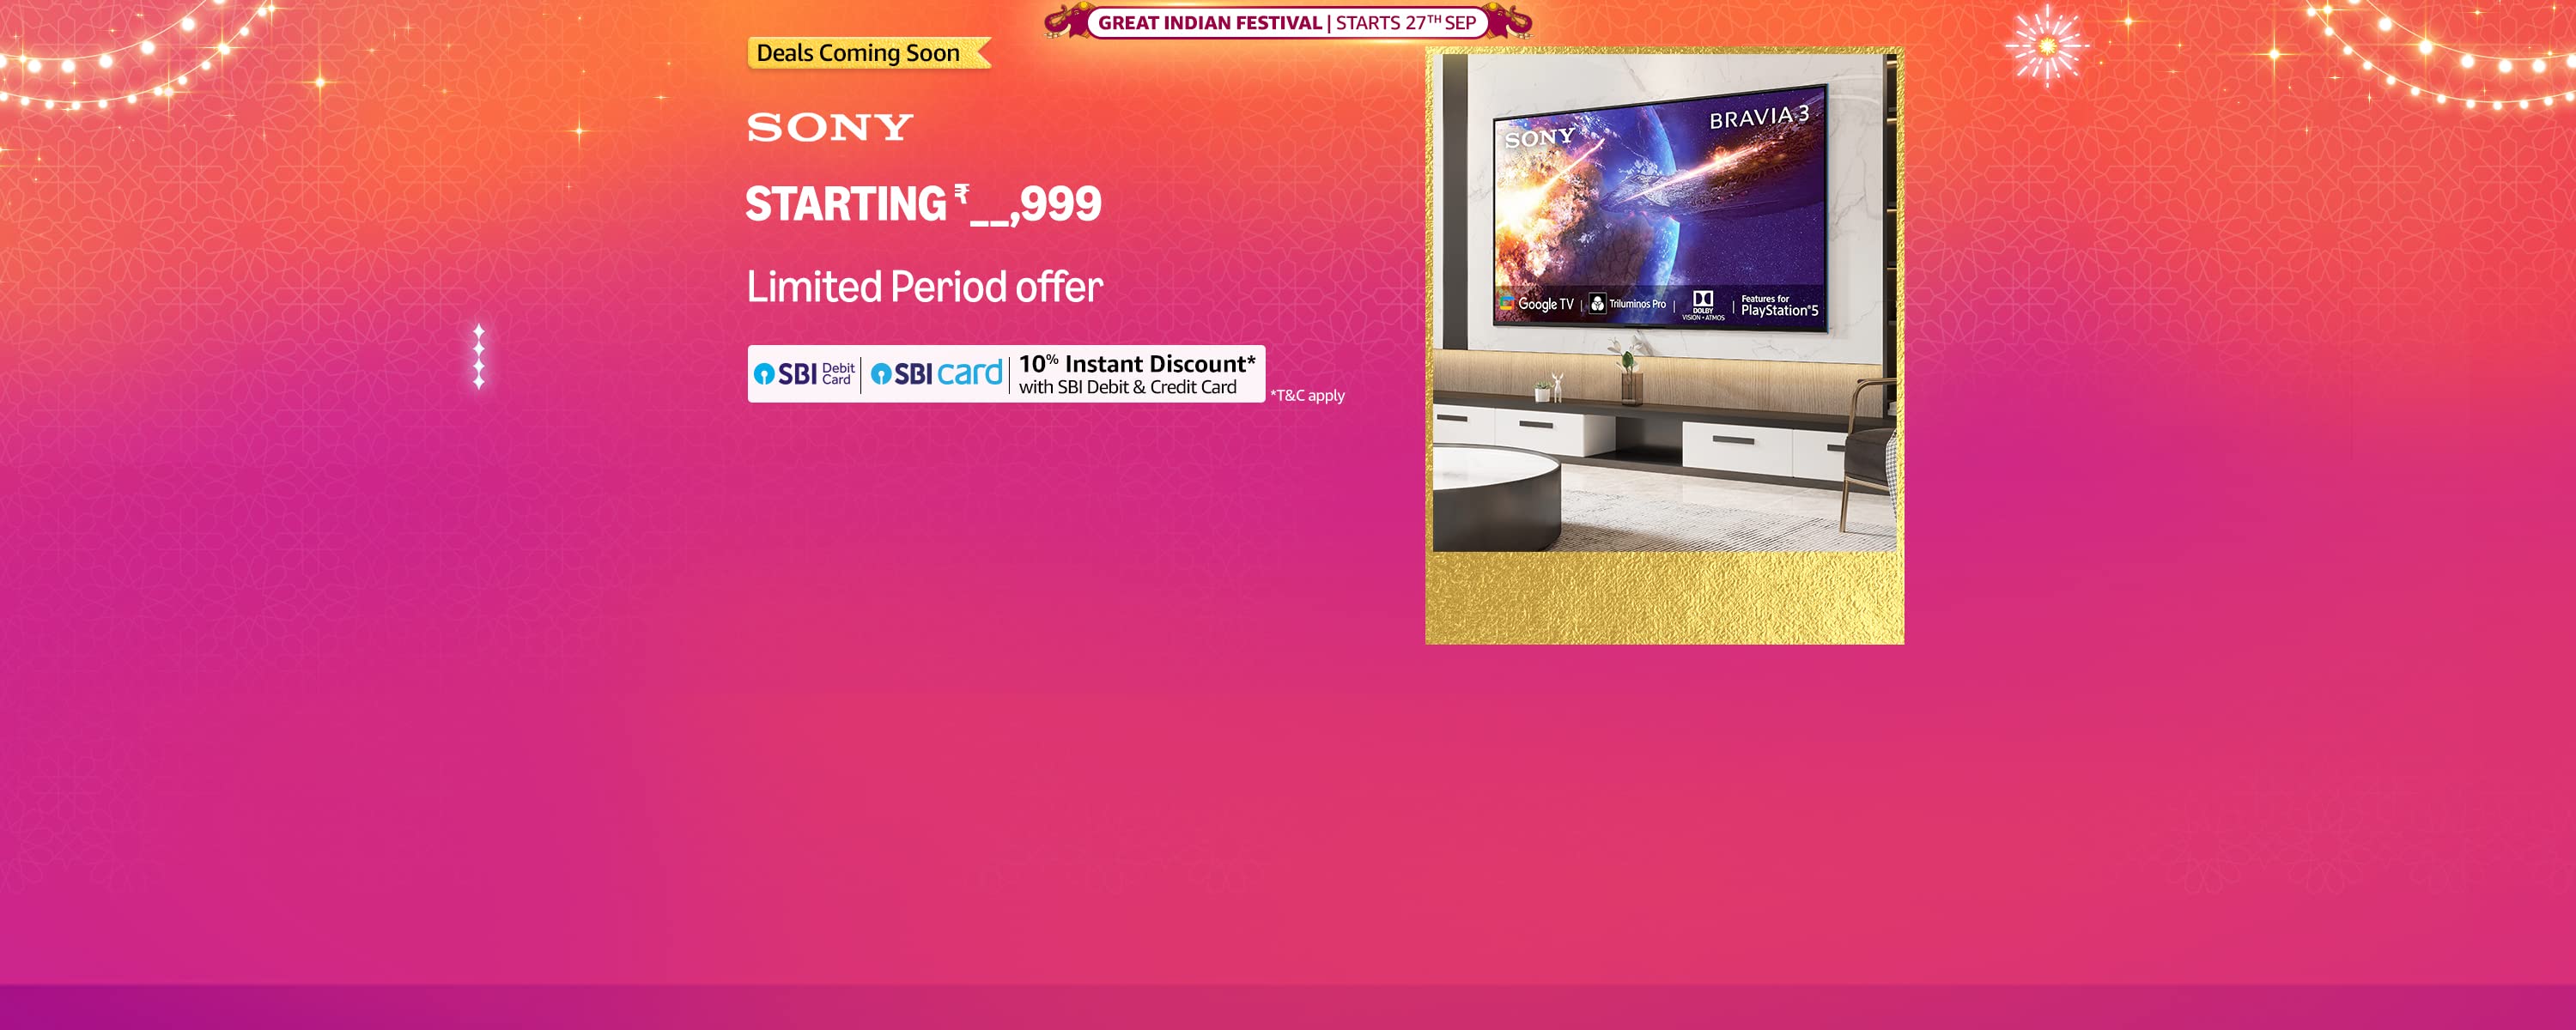 GREAT INDIAN FESTIVAL | STARTS 27TH SEP
Deals Coming Soon
SONY
STARTING ₹__,999
Limited Period offer
SBI Debit Card | SBI card | 10% Instant Discount*
with SBI Debit & Credit Card
*T&C apply
SONY
BRAVIA 3
Google TV | Triluminos Pro | DOLBY VISION·ATMOS | Features for PlayStation®5